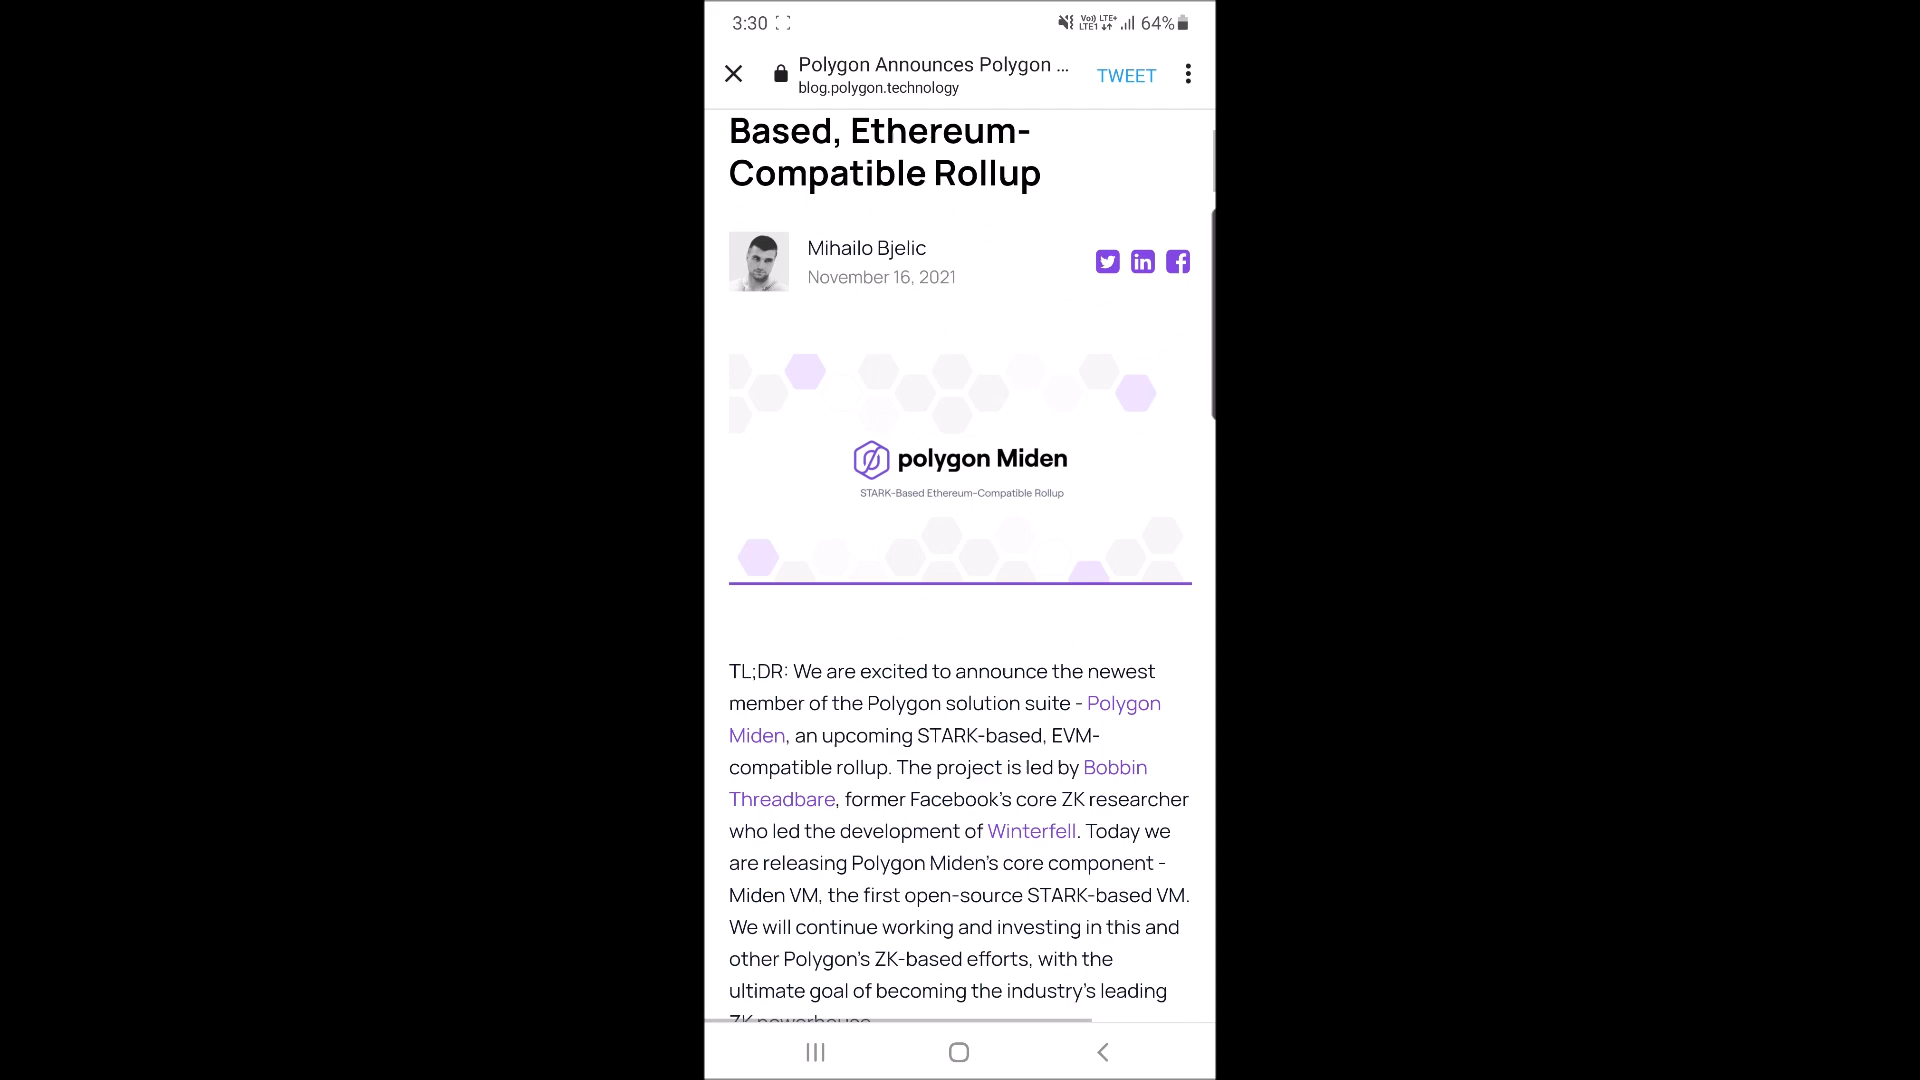 3:30
Vo)) LTE+
LTE1
64%
Polygon Announces Polygon ...
blog.polygon.technology
TWEET
Based, Ethereum-
Compatible Rollup
Mihailo Bjelic
November 16, 2021
polygon Miden
STARK-Based Ethereum-Compatible Rollup
TL;DR: We are excited to announce the newest
member of the Polygon solution suite - Polygon
Miden, an upcoming STARK-based, EVM-
compatible rollup. The project is led by Bobbin
Threadbare, former Facebook's core ZK researcher
who led the development of Winterfell. Today we
are releasing Polygon Miden's core component -
Miden VM, the first open-source STARK-based VM.
We will continue working and investing in this and
other Polygon's ZK-based efforts, with the
ultimate goal of becoming the industry's leading
ZK powerhouse